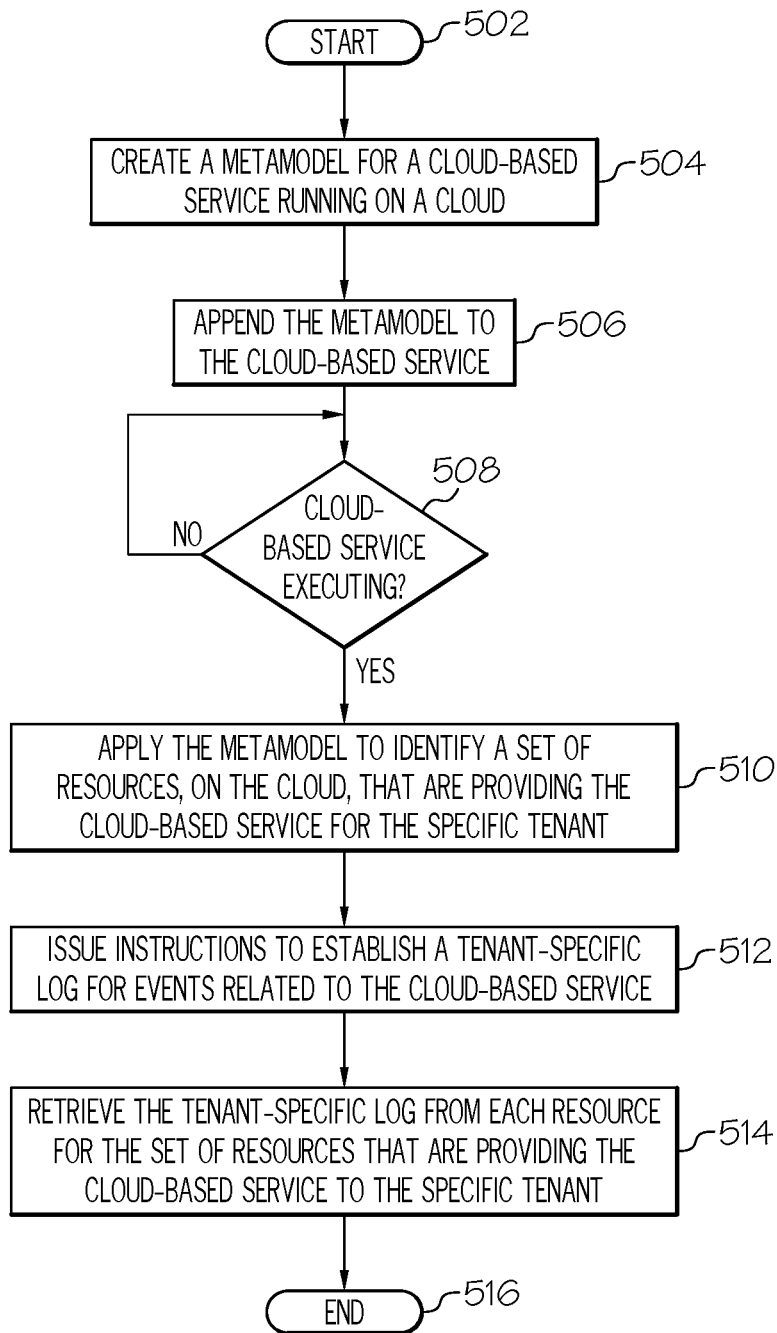 START
502
CREATE A METAMODEL FOR A CLOUD-BASED
SERVICE RUNNING ON A CLOUD
504
APPEND THE METAMODEL TO
THE CLOUD-BASED SERVICE
506
508
CLOUD-
BASED SERVICE
EXECUTING?
NO
YES
APPLY THE METAMODEL TO IDENTIFY A SET OF
RESOURCES, ON THE CLOUD, THAT ARE PROVIDING THE
CLOUD-BASED SERVICE FOR THE SPECIFIC TENANT
510
ISSUE INSTRUCTIONS TO ESTABLISH A TENANT-SPECIFIC
LOG FOR EVENTS RELATED TO THE CLOUD-BASED SERVICE
512
RETRIEVE THE TENANT-SPECIFIC LOG FROM EACH RESOURCE
FOR THE SET OF RESOURCES THAT ARE PROVIDING THE
CLOUD-BASED SERVICE TO THE SPECIFIC TENANT
514
END
516